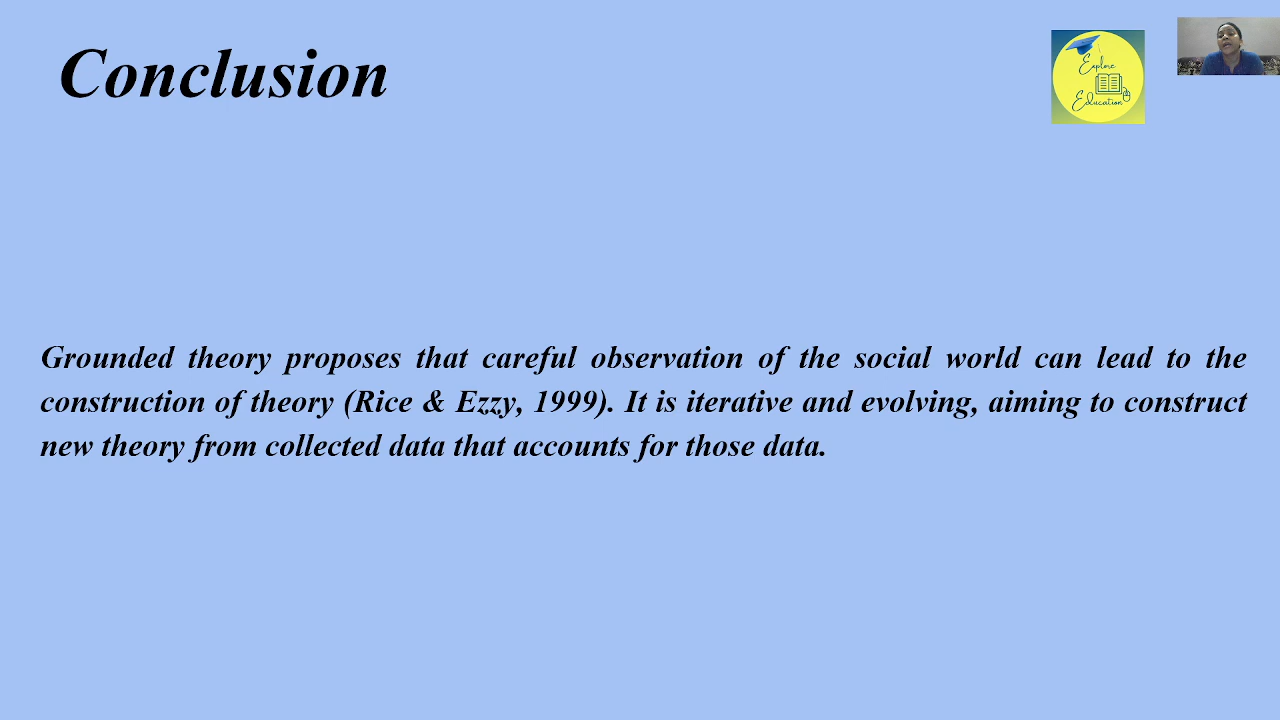 Conclusion
Explore
Education
Grounded theory proposes that careful observation of the social world can lead to the
construction of theory (Rice & Ezzy, 1999). It is iterative and evolving, aiming to construct
new theory from collected data that accounts for those data.